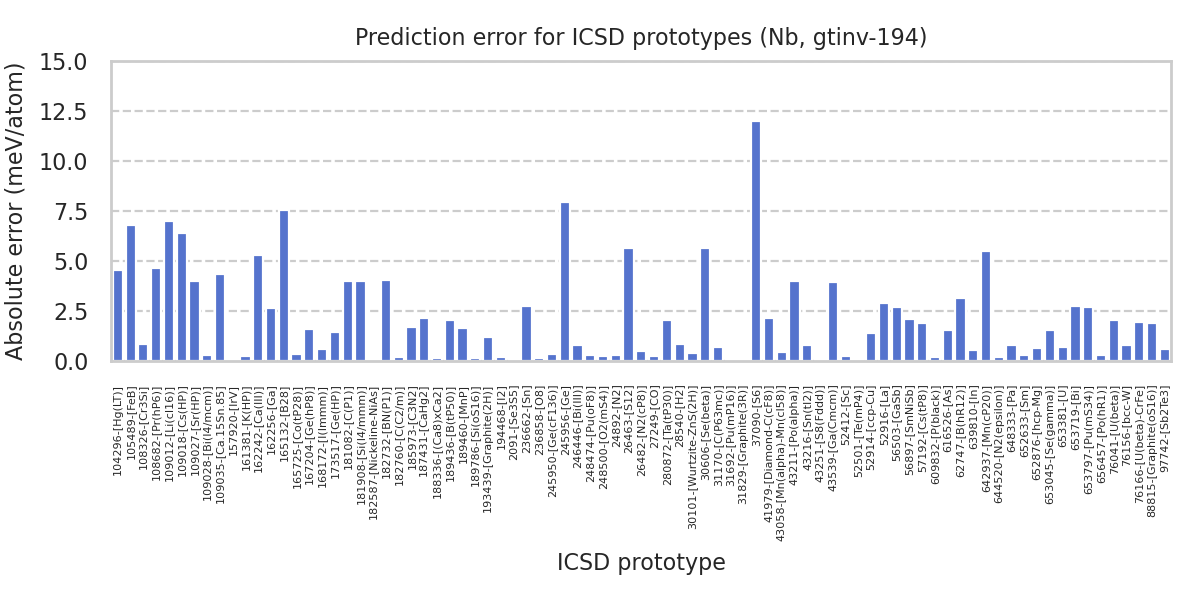 Prediction error for ICSD prototypes (Nb, gtinv-194)
Absolute error (meV/atom)
15.0
12.5
10.0
7.5
5.0
2.5
0.0
104296-[Hg(LT)]
105489-[FeB]
108326-[Cr3Si]
108682-[Pr(hP6)]
109012-[Li(cI16)]
109018-[Cs(HP)]
109027-[Sr(HP)]
109028-[Bi(I4/mcm)]
109035-[Ca.15Sn.85]
157920-[IrV]
161381-[K(HP)]
162242-[Ca(III)]
162256-[Ga]
165132-[B28]
165725-[Co(tP28)]
167204-[Ge(hP8)]
168172-[I(Immm)]
173517-[Ge(HP)]
181082-[C(P1)]
181908-[Si(I4/mmm)]
182587-[Nickeline-NiAs]
182732-[BN(P1)]
182760-[C(C2/m)]
185973-[C3N2]
187431-[CaHg2]
188336-[(Ca8)xCa2]
189436-[B(tP50)]
189460-[MnP]
189786-[Si(oS16)]
193439-[Graphite(2H)]
194468-[I2]
2091-[Se3S5]
236662-[Sn]
236858-[O8]
245950-[Ge(cF136)]
245956-[Ge]
246446-[Bi(III)]
248474-[Pu(oF8)]
248500-[O2(mS4)]
24892-[N2]
26463-[S12]
26482-[N2(cP8)]
27249-[CO]
280872-[Ta(tP30)]
28540-[H2]
30101-[Wurtzite-ZnS(2H)]
30606-[Se(beta)]
31170-[C(P63mc)]
31692-[Pu(mP16)]
31829-[Graphite(3R)]
37090-[S6]
41979-[Diamond-C(cF8)]
43058-[Mn(alpha)-Mn(cI58)]
43211-[Po(alpha)]
43216-[Sn(tI2)]
43251-[S8(Fddd)]
43539-[Ga(Cmcm)]
52412-[Sc]
52501-[Te(mP4)]
52914-[ccp-Cu]
52916-[La]
56503-[GaSb]
56897-[SmNiSb]
57192-[Cs(tP8)]
609832-[P(black)]
616526-[As]
62747-[B(hR12)]
639810-[In]
642937-[Mn(cP20)]
644520-[N2(epsilon)]
648333-[Pa]
652633-[Sm]
652876-[hcp-Mg]
653045-[Se(gamma)]
653381-[U]
653719-[Bi]
653797-[Pu(mS34)]
656457-[Po(hR1)]
76041-[U(beta)]
76156-[bcc-W]
76166-[U(beta)-CrFe]
88815-[Graphite(oS16)]
97742-[Sb2Te3]
ICSD prototype